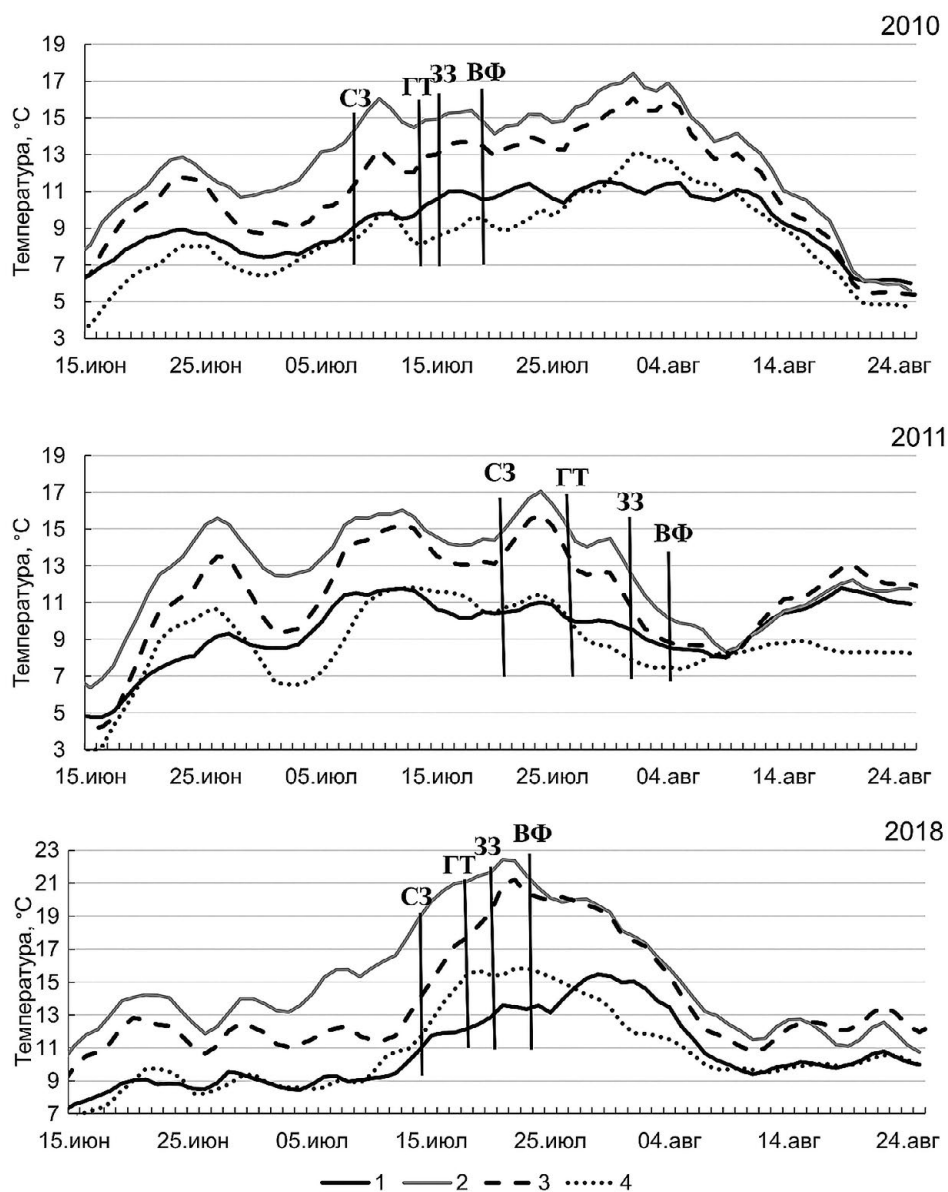 2010
Температура, °C
19
17
15
13
11
9
7
5
3
СЗ
ГТ
ЗЗ
ВФ
15.июн 25.июн 05.июл 15.июл 25.июл 04.авг 14.авг 24.авг
2011
Температура, °C
19
17
15
13
11
9
7
5
3
СЗ
ГТ
ЗЗ
ВФ
15.июн 25.июн 05.июл 15.июл 25.июл 04.авг 14.авг 24.авг
2018
Температура, °C
23
21
19
17
15
13
11
9
7
СЗ
ГТ
ЗЗ
ВФ
15.июн 25.июн 05.июл 15.июл 25.июл 04.авг 14.авг 24.авг
1 2 3 4